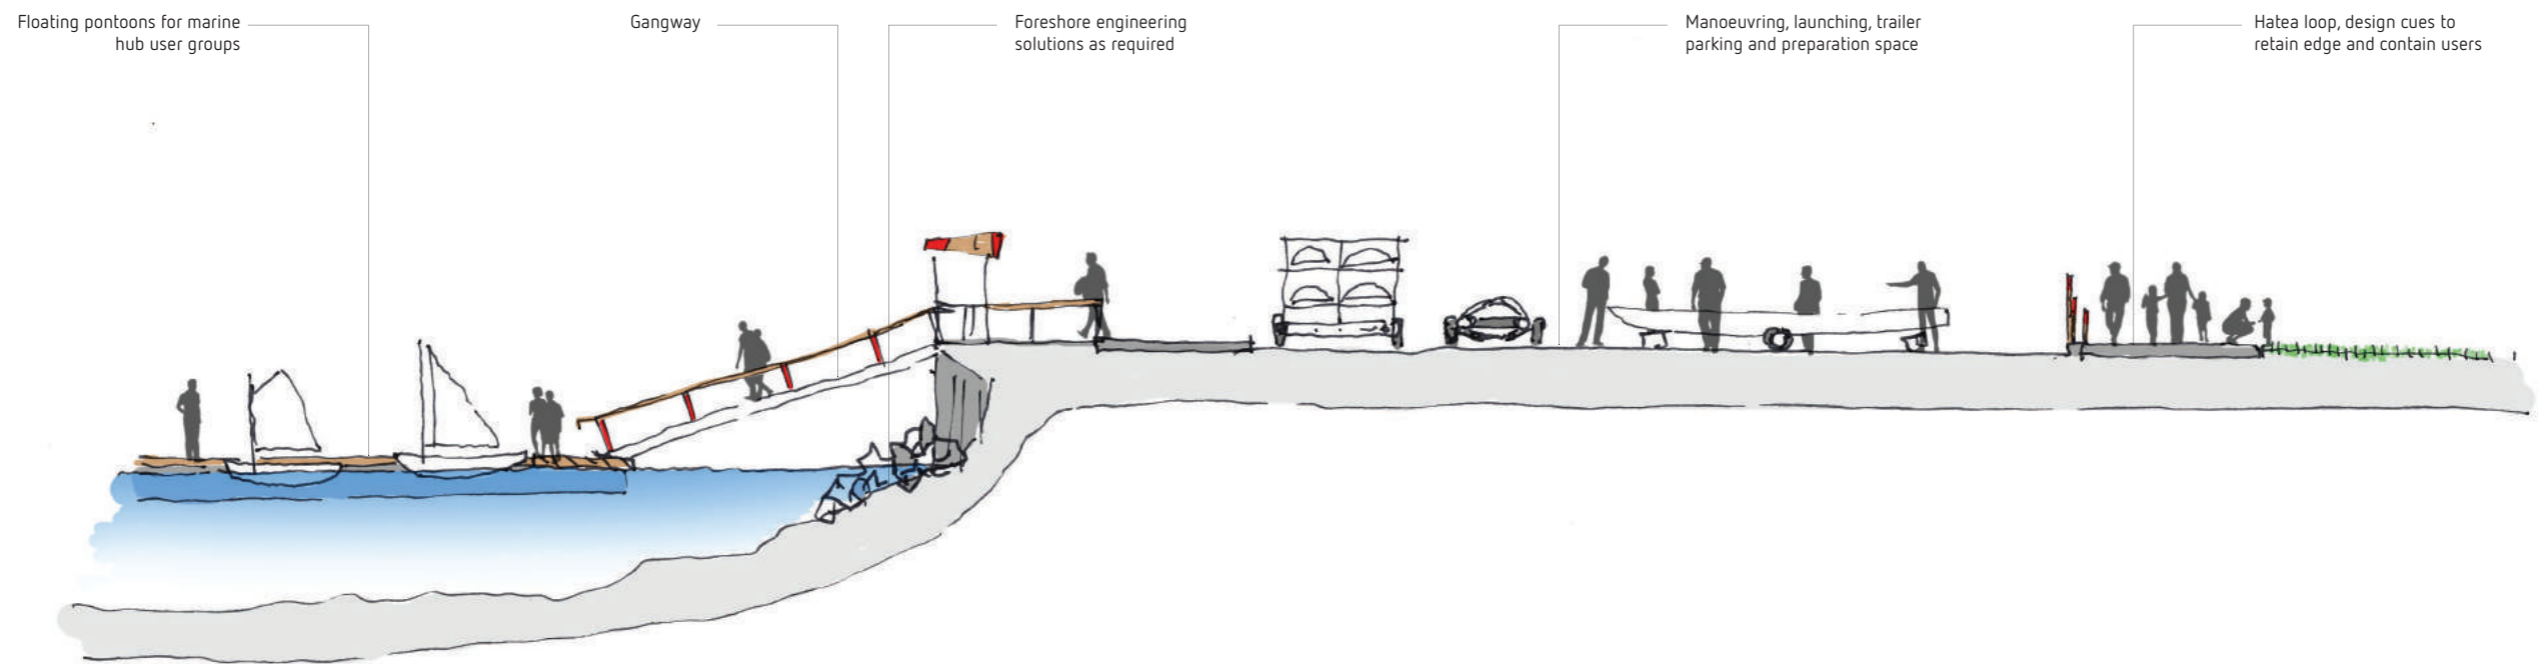 Floating pontoons for marine
hub user groups
Gangway
Foreshore engineering
solutions as required
Manoeuvring, launching, trailer
parking and preparation space
Hatea loop, design cues to
retain edge and contain users